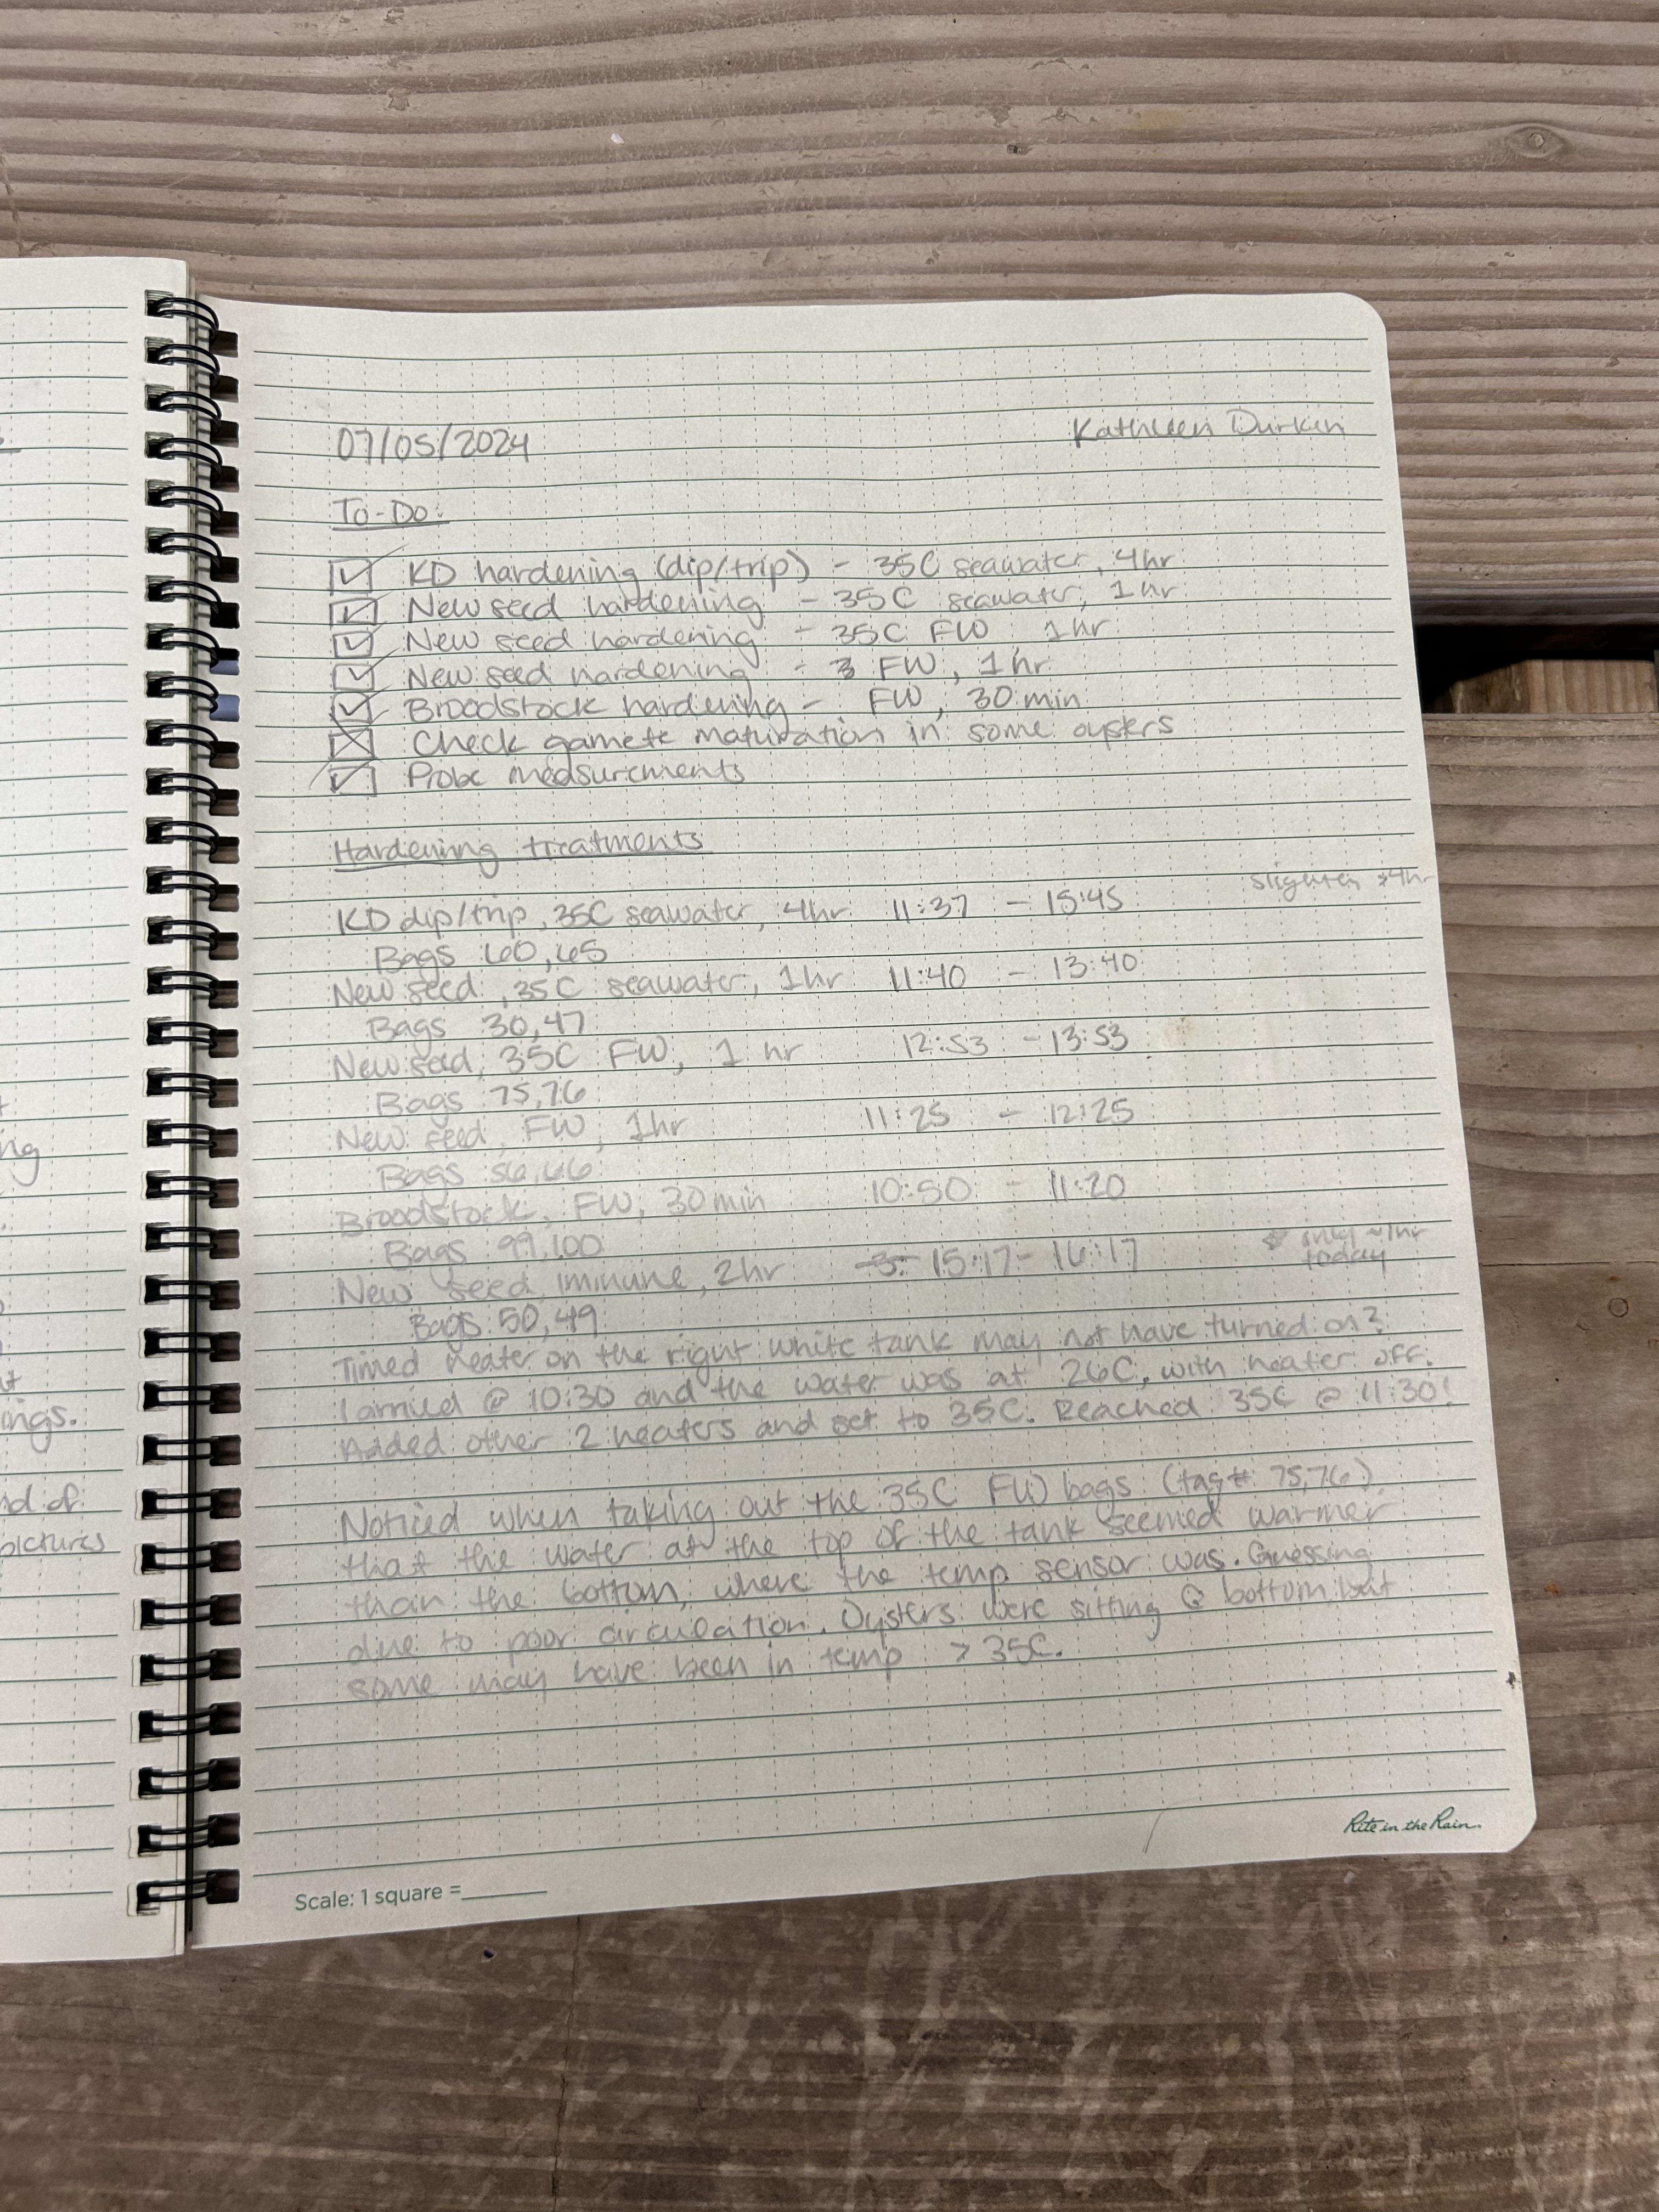 07/05/2024
Kathleen Durkin
To-Do:
KD hardening (dip/trip) - 35C seawater, 4hr
New seed hardening - 35C seawater, 1hr
New seed hardening - 35C FW 1hr
New seed hardening - FW, 1hr
Broodstock hardening - FW, 30 min
Check gamete maturation in some oysters
Probe measurements
Hardening treatments
slightly >4hr
KD dip/trip, 35C seawater, 4hr 11:37 - 15:45
Bags 60,65
New seed, 35C seawater, 1hr 11:40 - 13:40
Bags 30,47
New seed, 35C FW, 1 hr 12:53 - 13:53
Bags 75,76
New seed, FW, 1hr 11:25 - 12:25
Bags 56,66
Broodstock, FW, 30min 10:50 - 11:20
Bags 99,100
New seed, immune, 2hr 15:17 - 16:17
only ~1hr
today
Bags 50,49
Timed heater on the right white tank may not have turned on?
I arrived @ 10:30 and the water was at 26C, with heater off.
Added other 2 heaters and set to 35C. Reached 35C @ 11:30!
Noticed when taking out the 35C FW bags (tag# 75,76)
that the water at the top of the tank seemed warmer
than the bottom, where the temp sensor was. Guessing
due to poor circulation. Oysters were sitting @ bottom but
some may have been in temp > 35C.
Rite in the Rain.
Scale: 1 square =
ng
ings.
nd of
pictures